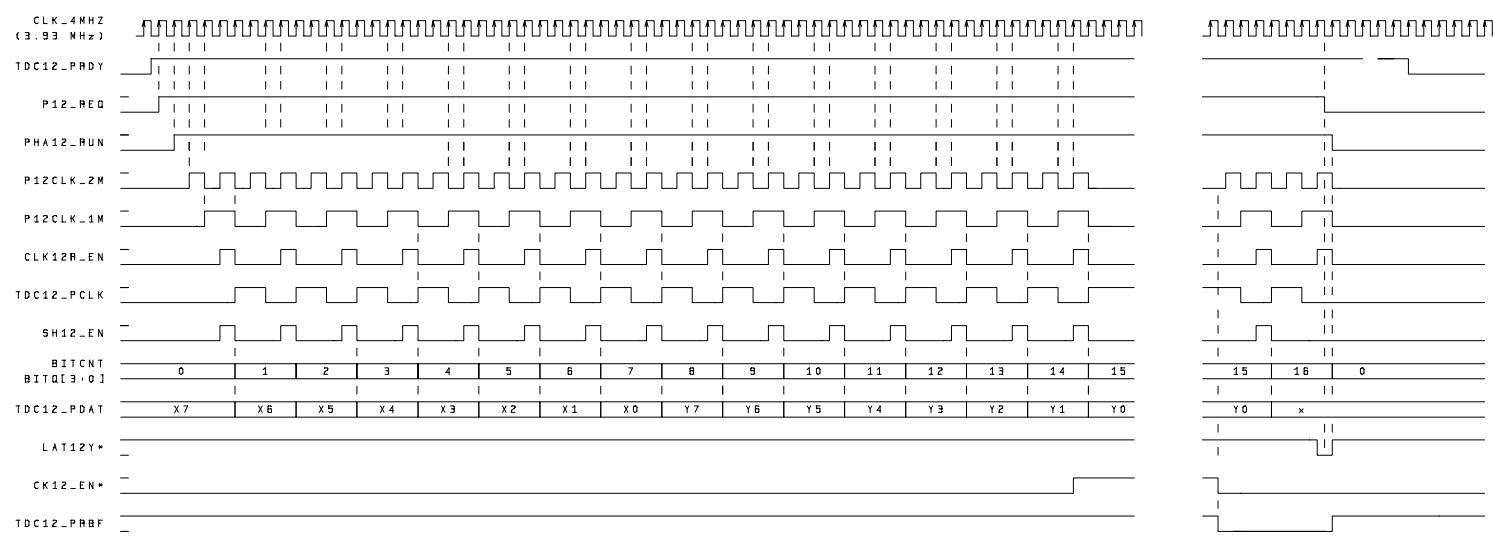 CLK_4MHZ
(3.93 MHz)
TDC12_PRDY
P12_REQ
PHA12_RUN
P12CLK_2M
P12CLK_1M
CLK12R_EN
TDC12_PCLK
SH12_EN
BITCNT
BITQ[3:0] 0 1 2 3 4 5 6 7 8 9 10 11 12 13 14 15 15 16 0
TDC12_PDAT X7 X6 X5 X4 X3 X2 X1 X0 Y7 Y6 Y5 Y4 Y3 Y2 Y1 Y0 Y0 x
LAT12Y*
CK12_EN*
TDC12_PRBF